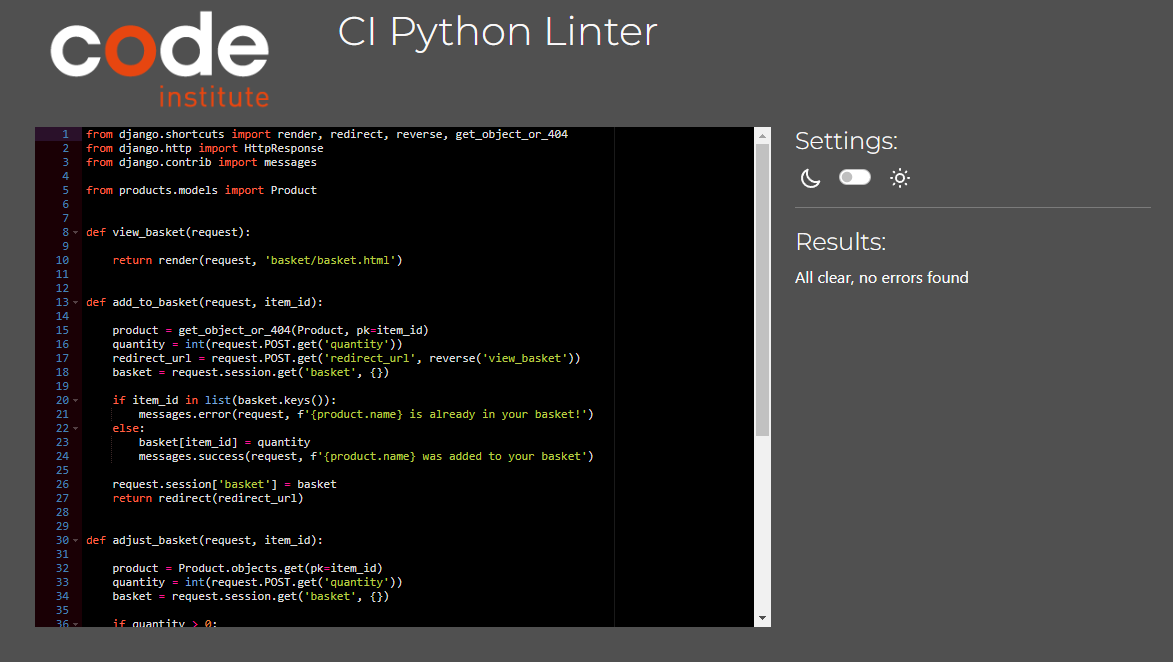 code
institute
CI Python Linter
1 from django.shortcuts import render, redirect, reverse, get_object_or_404
2 from django.http import HttpResponse
3 from django.contrib import messages
4
5 from products.models import Product
6
7
8 def view_basket(request):
9
10     return render(request, 'basket/basket.html')
11
12
13 def add_to_basket(request, item_id):
14
15     product = get_object_or_404(Product, pk=item_id)
16     quantity = int(request.POST.get('quantity'))
17     redirect_url = request.POST.get('redirect_url', reverse('view_basket'))
18     basket = request.session.get('basket', {})
19
20     if item_id in list(basket.keys()):
21         messages.error(request, f'{product.name} is already in your basket!')
22     else:
23         basket[item_id] = quantity
24         messages.success(request, f'{product.name} was added to your basket')
25
26     request.session['basket'] = basket
27     return redirect(redirect_url)
28
29
30 def adjust_basket(request, item_id):
31
32     product = Product.objects.get(pk=item_id)
33     quantity = int(request.POST.get('quantity'))
34     basket = request.session.get('basket', {})
35
36     if quantity > 0:
Settings:
Results:
All clear, no errors found